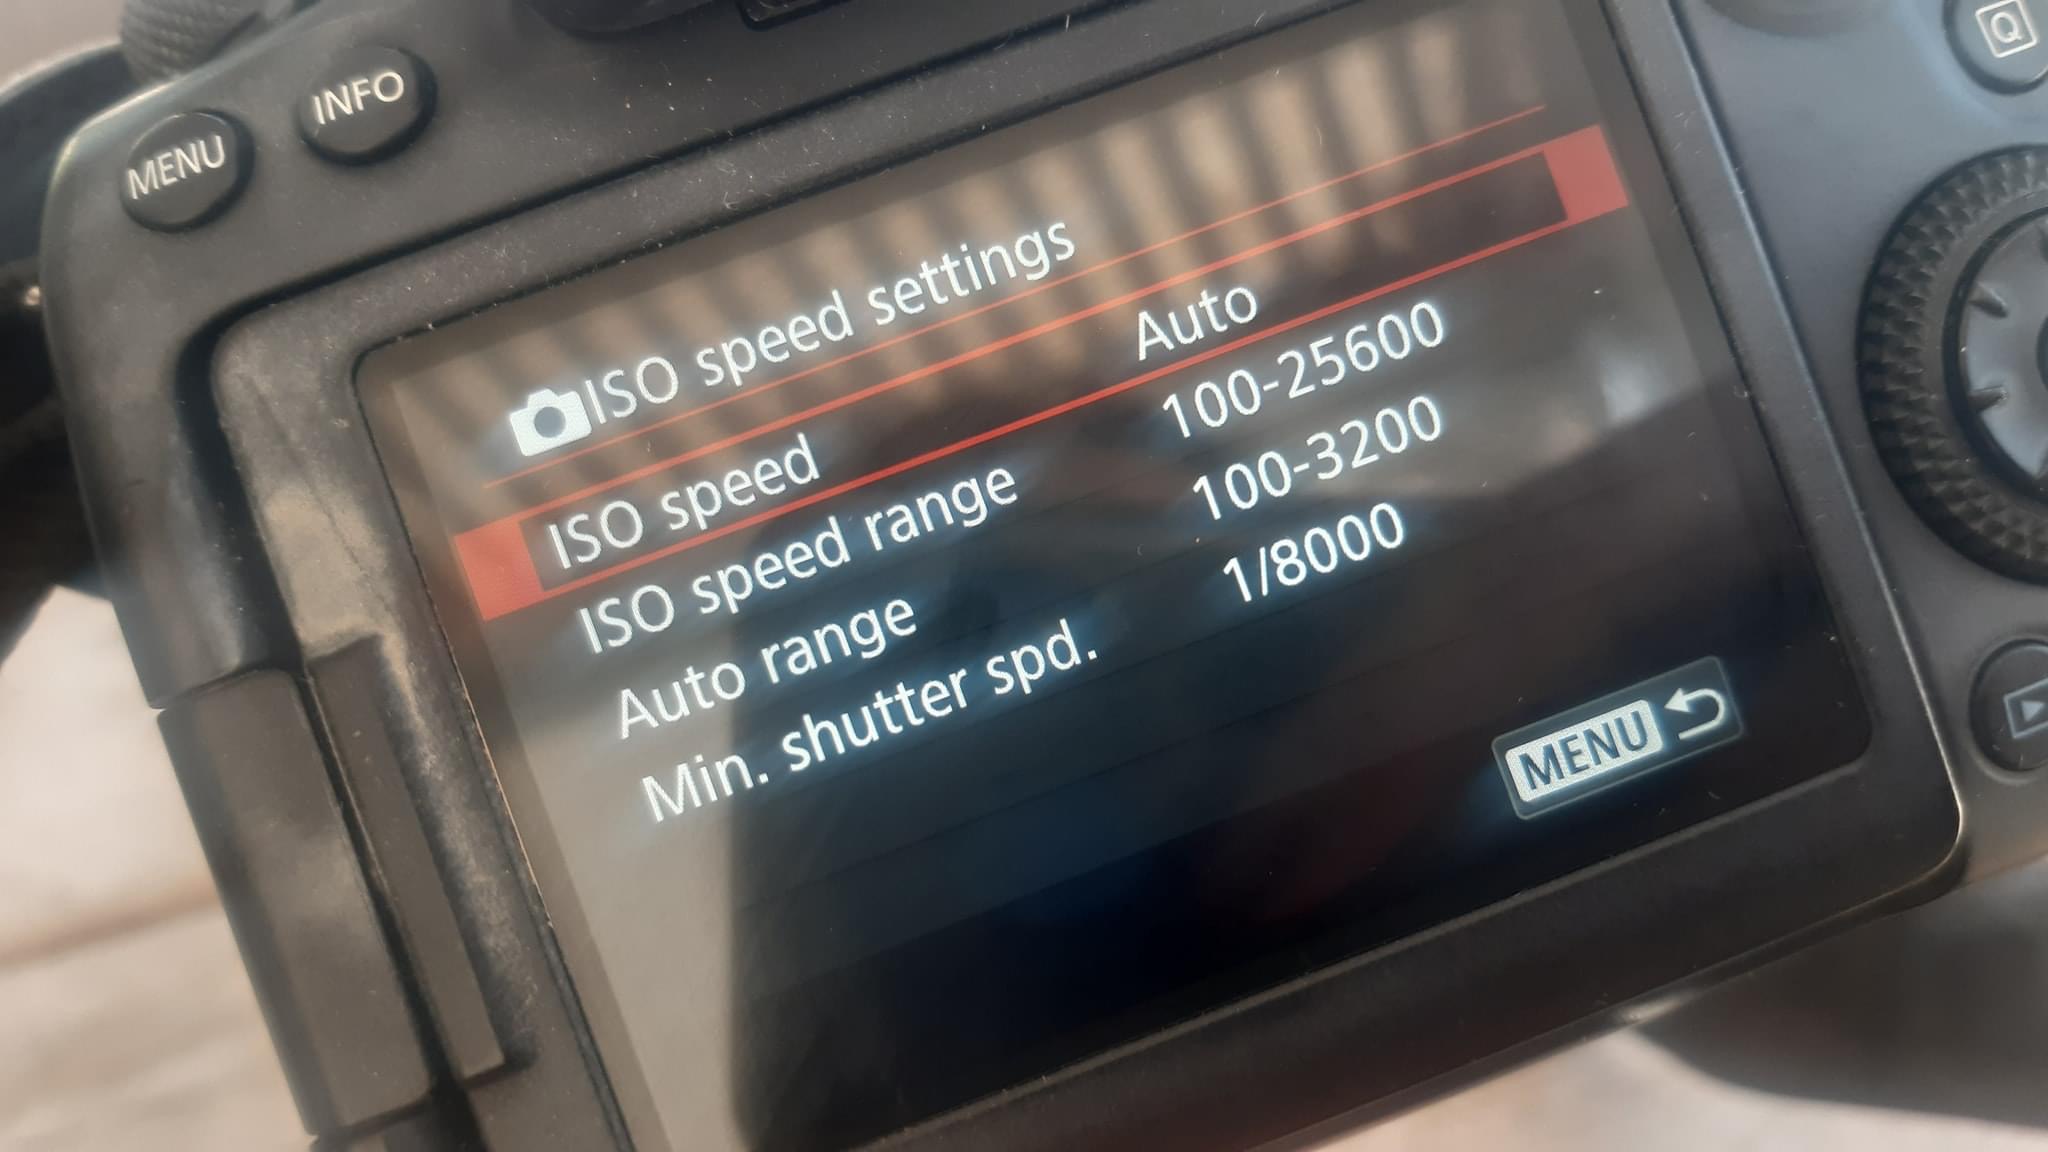 MENU
INFO
Q
ISO speed settings
ISO speed Auto
ISO speed range 100-25600
Auto range 100-3200
Min. shutter spd. 1/8000
MENU